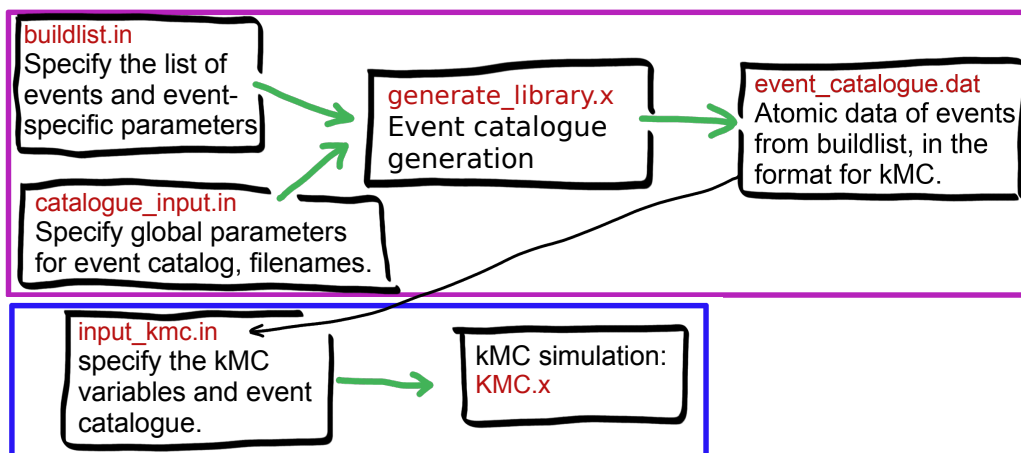 buildlist.in
Specify the list of
events and event-
specific parameters
catalogue_input.in
Specify global parameters
for event catalog, filenames.
generate_library.x
Event catalogue
generation
event_catalogue.dat
Atomic data of events
from buildlist, in the
format for kMC.
input_kmc.in
specify the kMC
variables and event
catalogue.
kMC simulation:
KMC.x